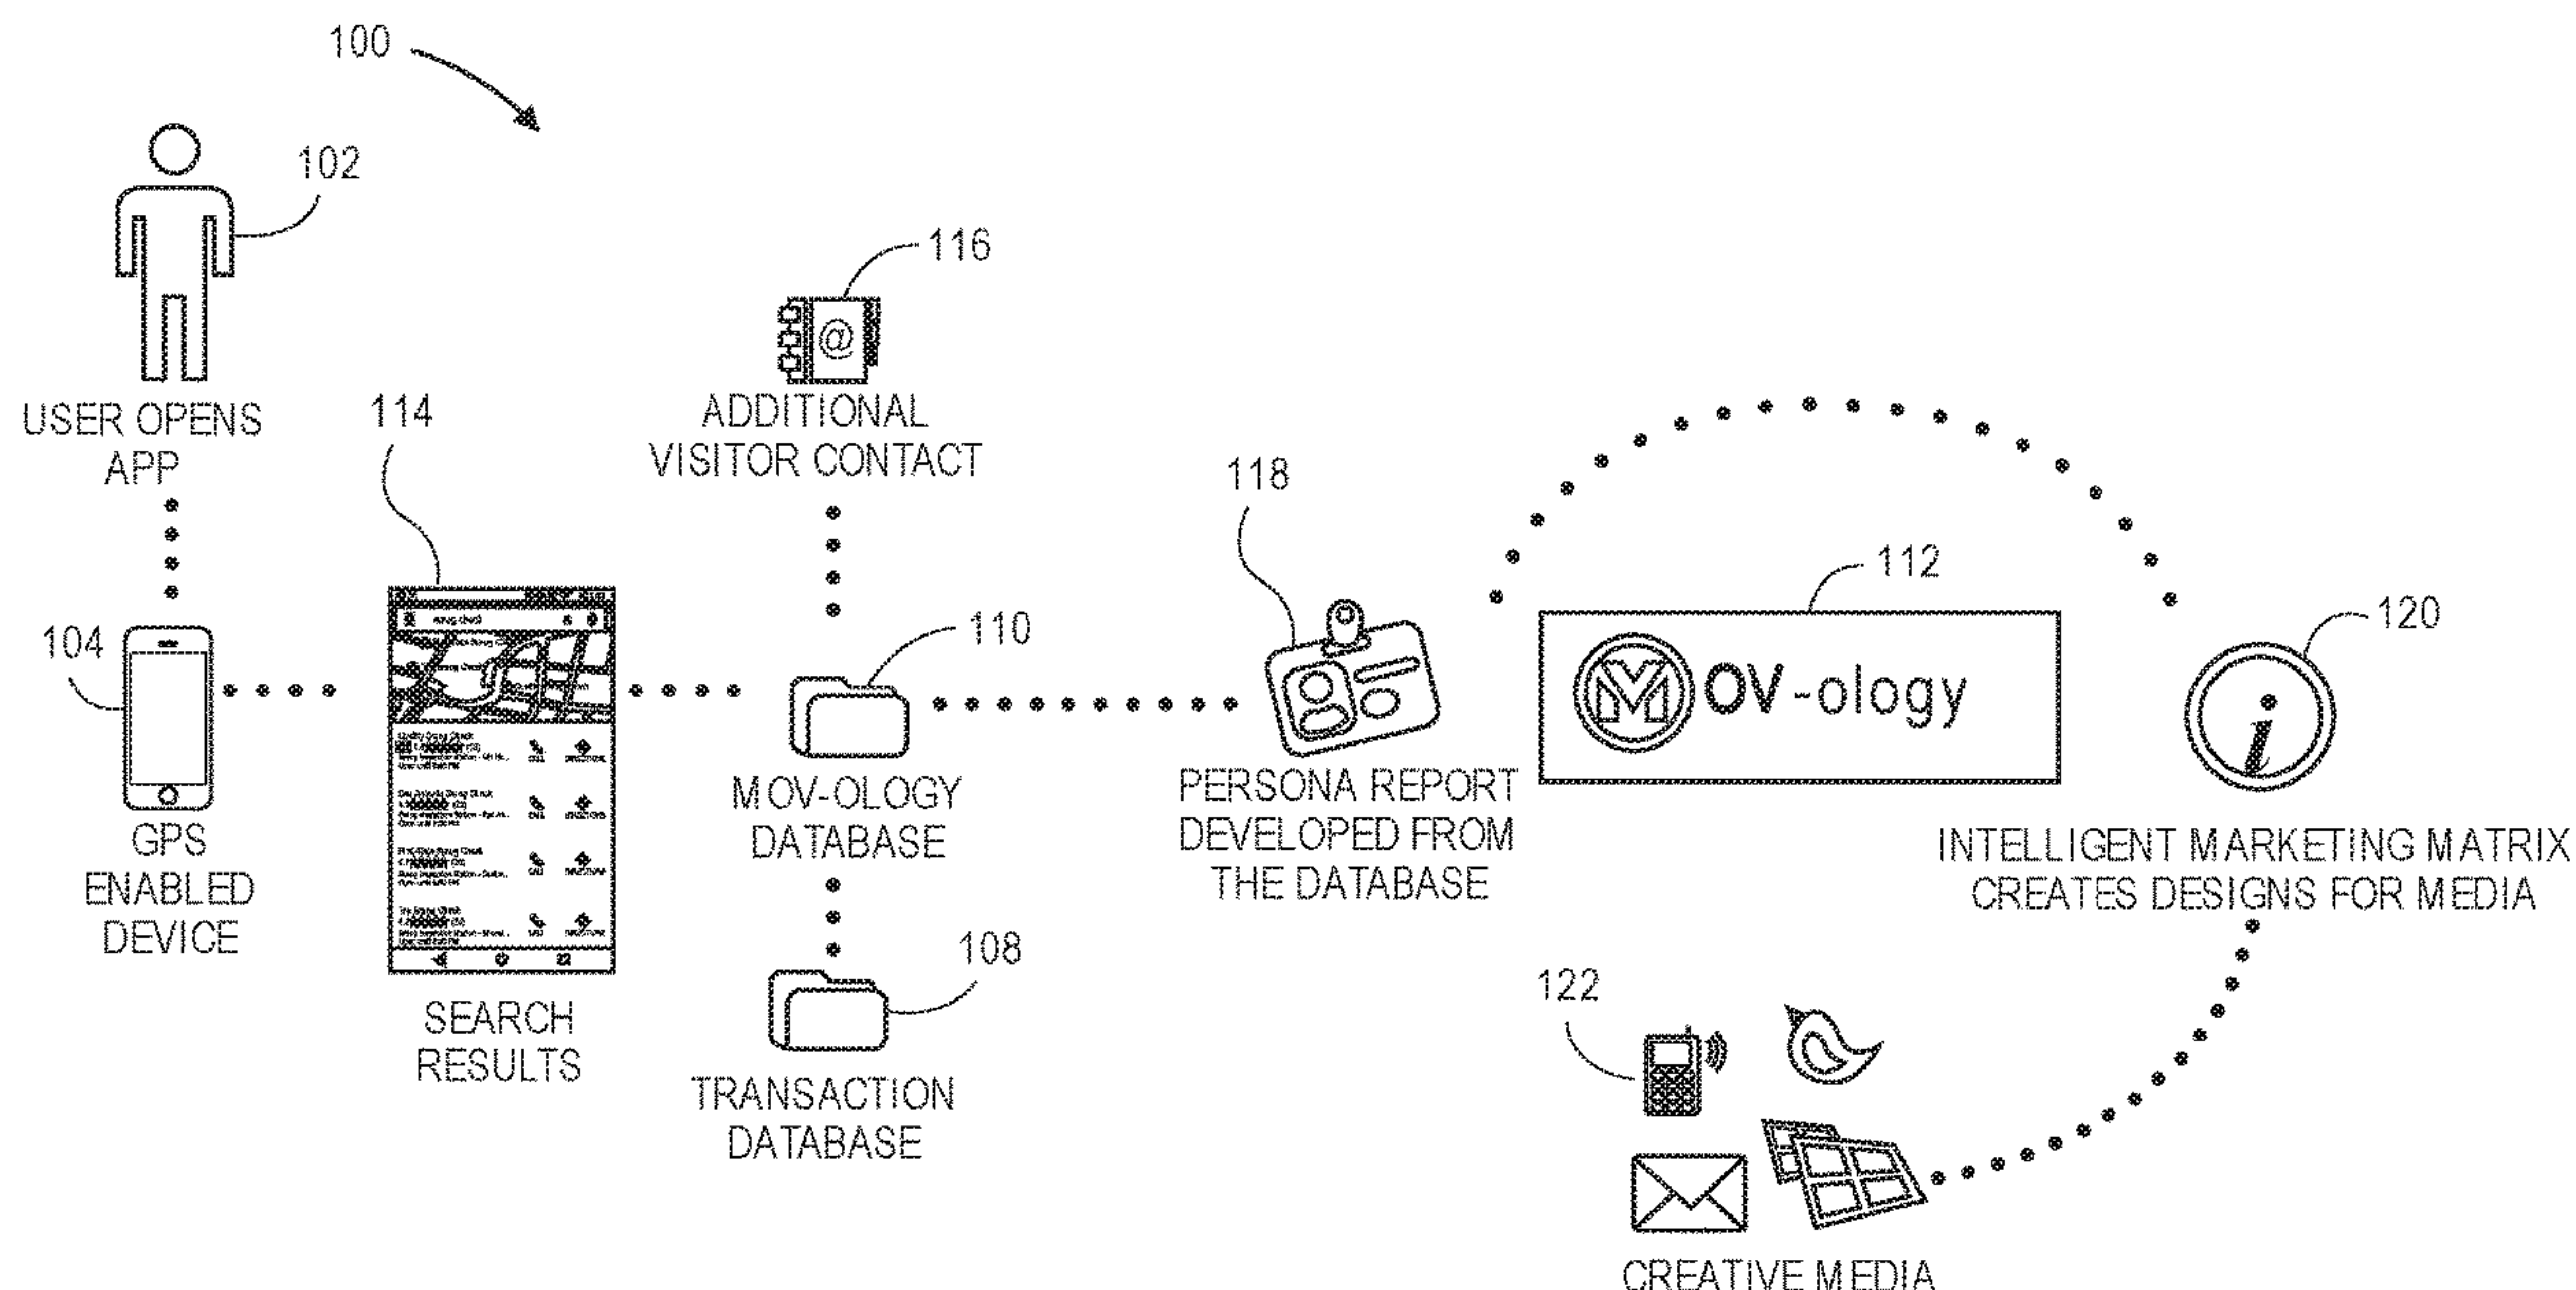 100
102
USER OPENS
APP
104
GPS
ENABLED
DEVICE
114
SEARCH
RESULTS
116
@
ADDITIONAL
VISITOR CONTACT
110
MOV-OLOGY
DATABASE
108
TRANSACTION
DATABASE
118
PERSONA REPORT
DEVELOPED FROM
THE DATABASE
112
MOV-ology
120
i
INTELLIGENT MARKETING MATRIX
CREATES DESIGNS FOR MEDIA
122
CREATIVE MEDIA